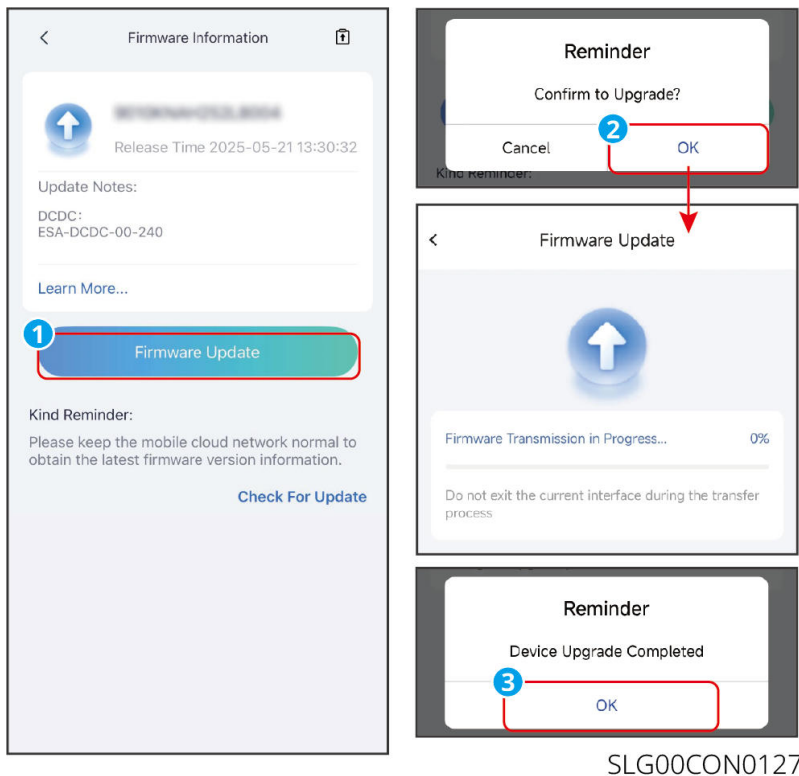 Firmware Information
Release Time 2025-05-21 13:30:32
Update Notes:
DCDC:
ESA-DCDC-00-240
Learn More...
1
Firmware Update
Kind Reminder:
Please keep the mobile cloud network normal to
obtain the latest firmware version information.
Check For Update
Reminder
Confirm to Upgrade?
2
Cancel
OK
Kind Reminder:
Firmware Update
Firmware Transmission in Progress...
0%
Do not exit the current interface during the transfer
process
Reminder
Device Upgrade Completed
3
OK
SLG00CON0127